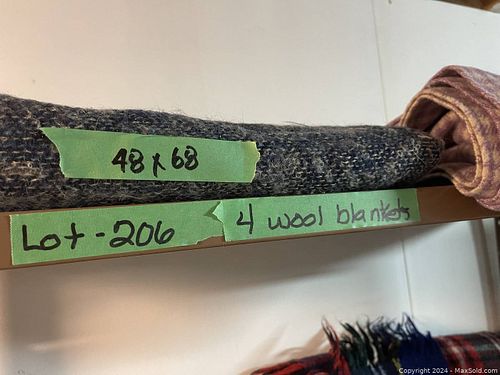 48 x 68
Lot - 206
4 wool blankets
Copyright 2024 - MaxSold.com